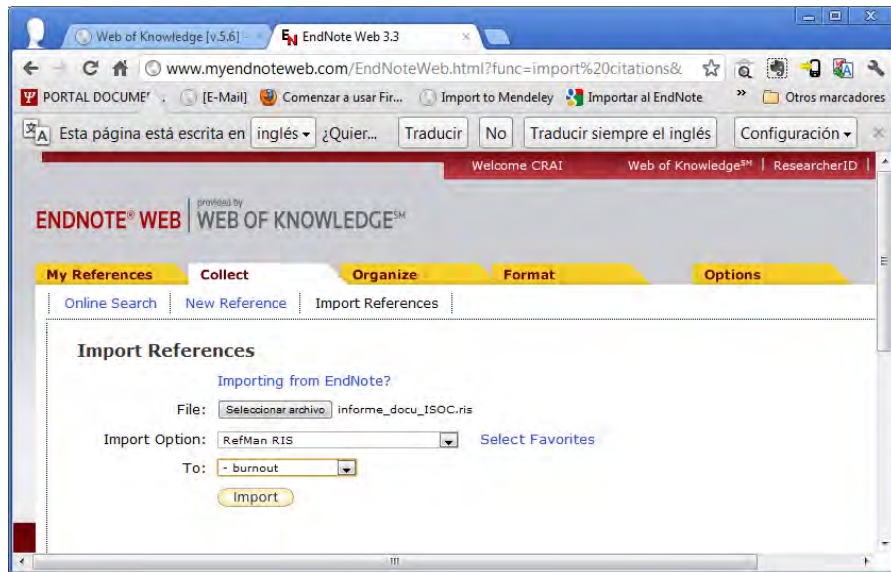 Web of Knowledge [v.5.6] -
EN EndNote Web 3.3
www.myendnoteweb.com/EndNoteWeb.html?func=import%20citations&
PORTAL DOCUME
[E-Mail]
Comenzar a usar Fir...
Import to Mendeley
Importar al EndNote
»
Otros marcadores
Esta página está escrita en
inglés
¿Quier...
Traducir
No
Traducir siempre el inglés
Configuración
Welcome CRAI
Web of Knowledge℠ | ResearcherID |
provided by
ENDNOTE® WEB | WEB OF KNOWLEDGE℠
My References
Collect
Organize
Format
Options
Online Search
New Reference
Import References
Import References
Importing from EndNote?
File: Seleccionar archivo informe_docu_ISOC.ris
Import Option: RefMan RIS Select Favorites
To: - burnout
Import